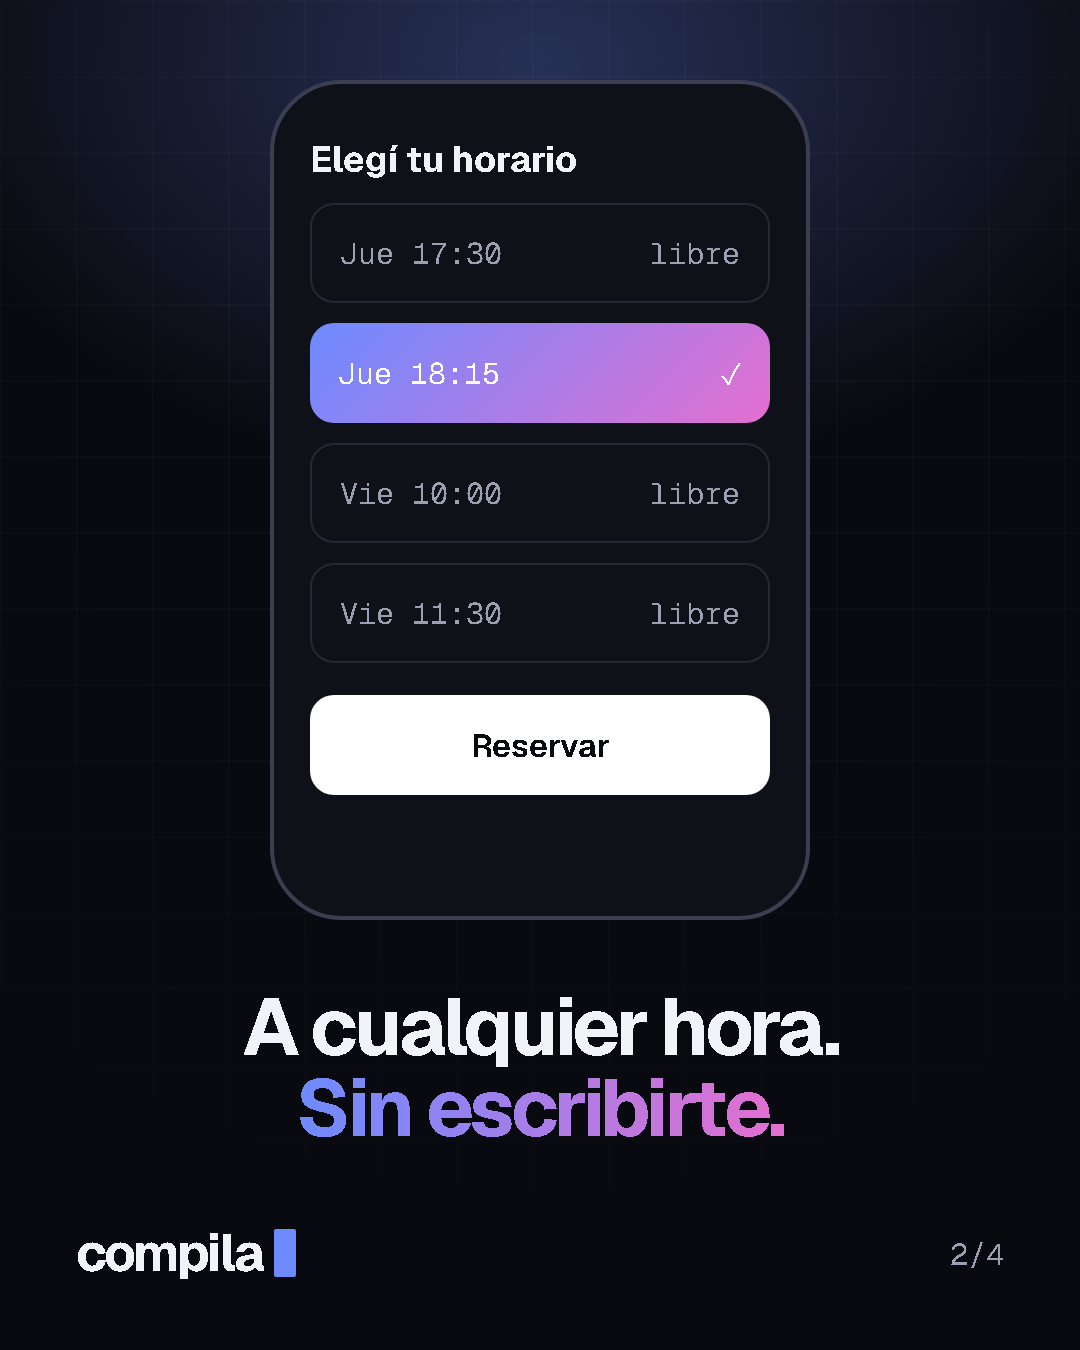 Elegí tu horario
Jue 17:30 libre
Jue 18:15 ✓
Vie 10:00 libre
Vie 11:30 libre
Reservar
A cualquier hora.
Sin escribirte.
compila
2/4